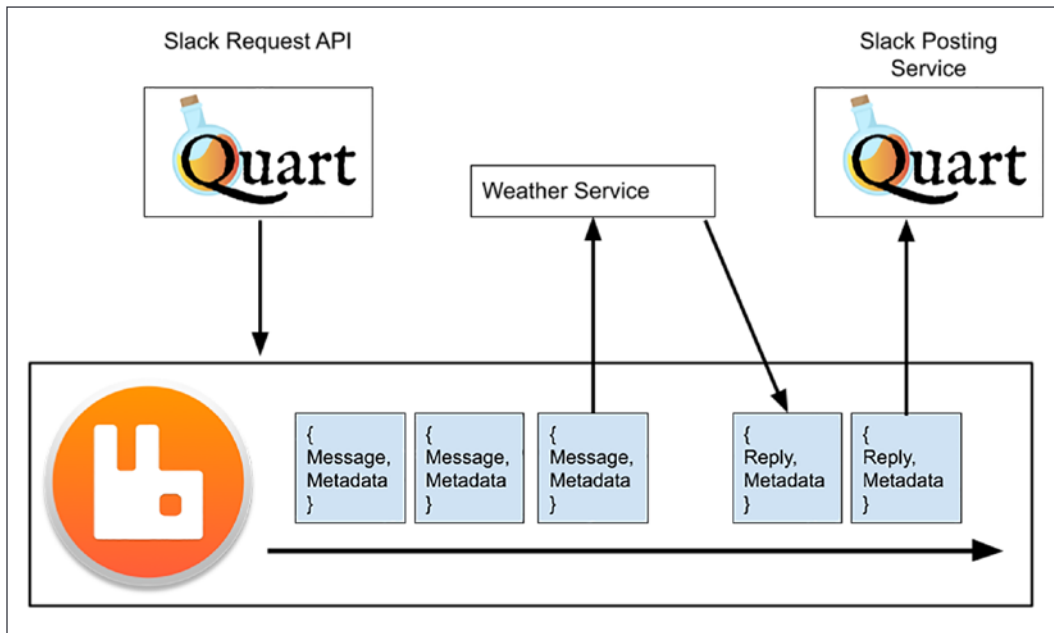 Slack Request API
Slack Posting
Service
Quart
Weather Service
Quart
{
Message,
Metadata
}
{
Message,
Metadata
}
{
Message,
Metadata
}
{
Reply,
Metadata
}
{
Reply,
Metadata
}